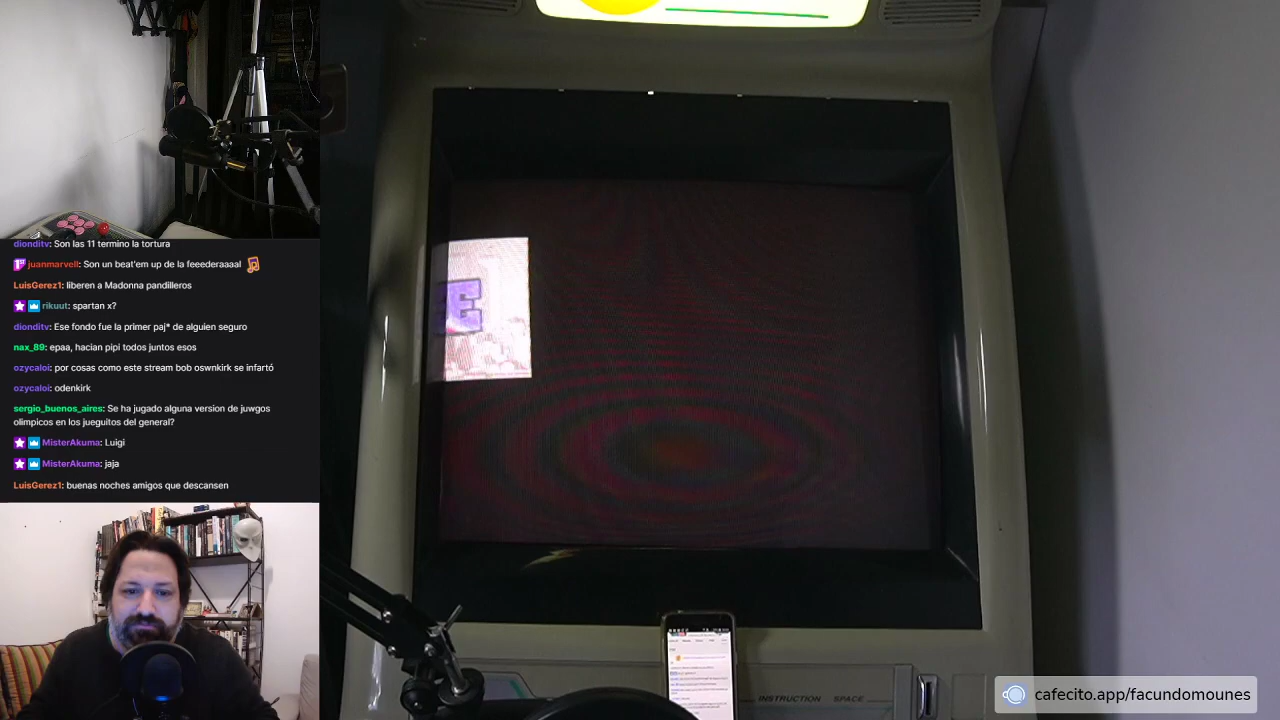 dionditv: Son las 11 termino la tortura
juanmarvell: Son un beat'em up de la feeederaaaal
LuisGerez1: liberen a Madonna pandilleros
rikuut: spartan x?
dionditv: Ese fondo fue la primer paj* de alguien seguro
nax_89: epaa, hacian pipi todos juntos esos
ozycaloi: por cosas como este stream bob oswnkirk se infartó
ozycaloi: odenkirk
sergio_buenos_aires: Se ha jugado alguna version de juwgos
olimpicos en los jueguitos del general?
MisterAkuma: Luigi
MisterAkuma: jaja
LuisGerez1: buenas noches amigos que descansen
E
INSTRUCTION SPACE
cafecito.app/cundomanix